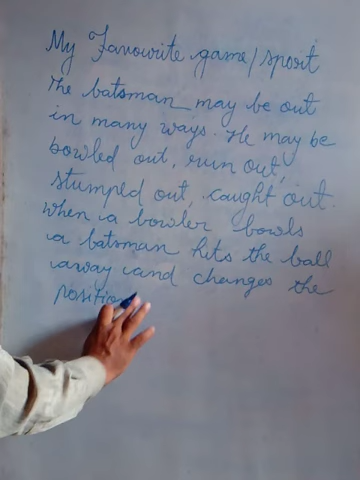 My Favourite game/sport
The batsman may be out
in many ways. He may be
bowled out, run out,
stumped out, caught out.
When a bowler bowls
a batsman hits the ball
away and changes the
position